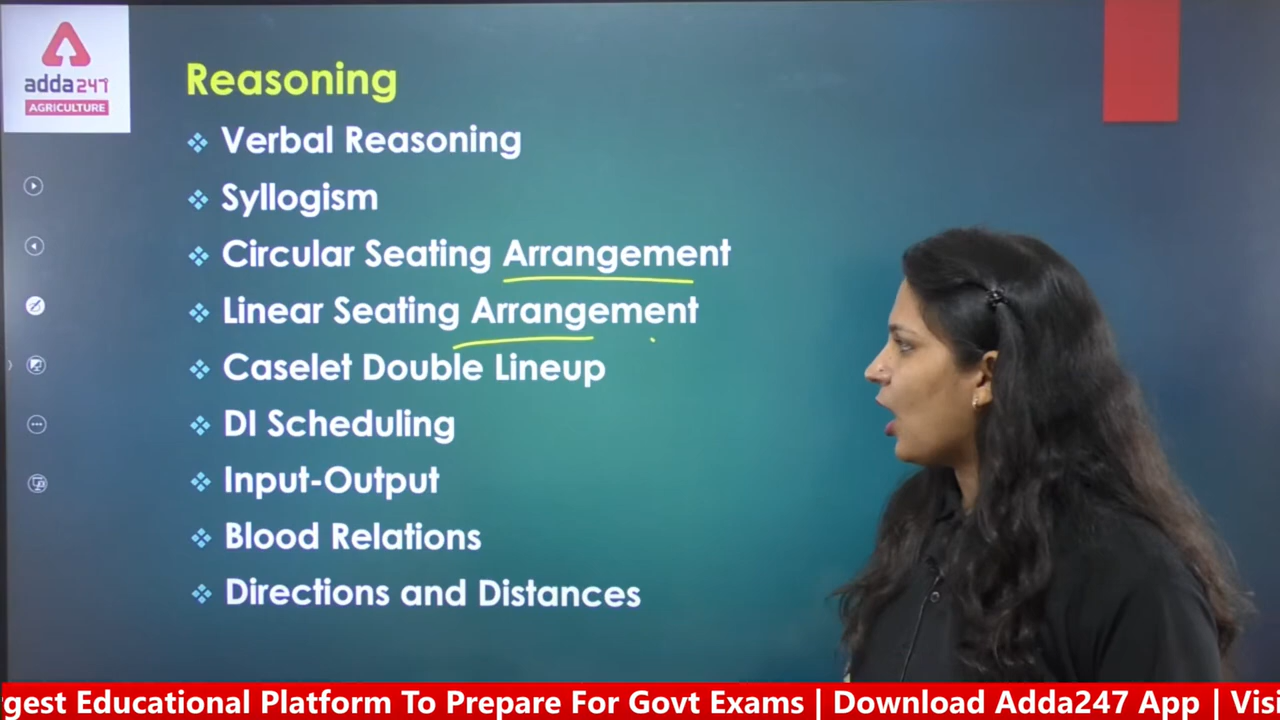 adda247
AGRICULTURE
Reasoning
Verbal Reasoning
Syllogism
Circular Seating Arrangement
Linear Seating Arrangement
Caselet Double Lineup
DI Scheduling
Input-Output
Blood Relations
Directions and Distances
gest Educational Platform To Prepare For Govt Exams | Download Adda247 App | Visi